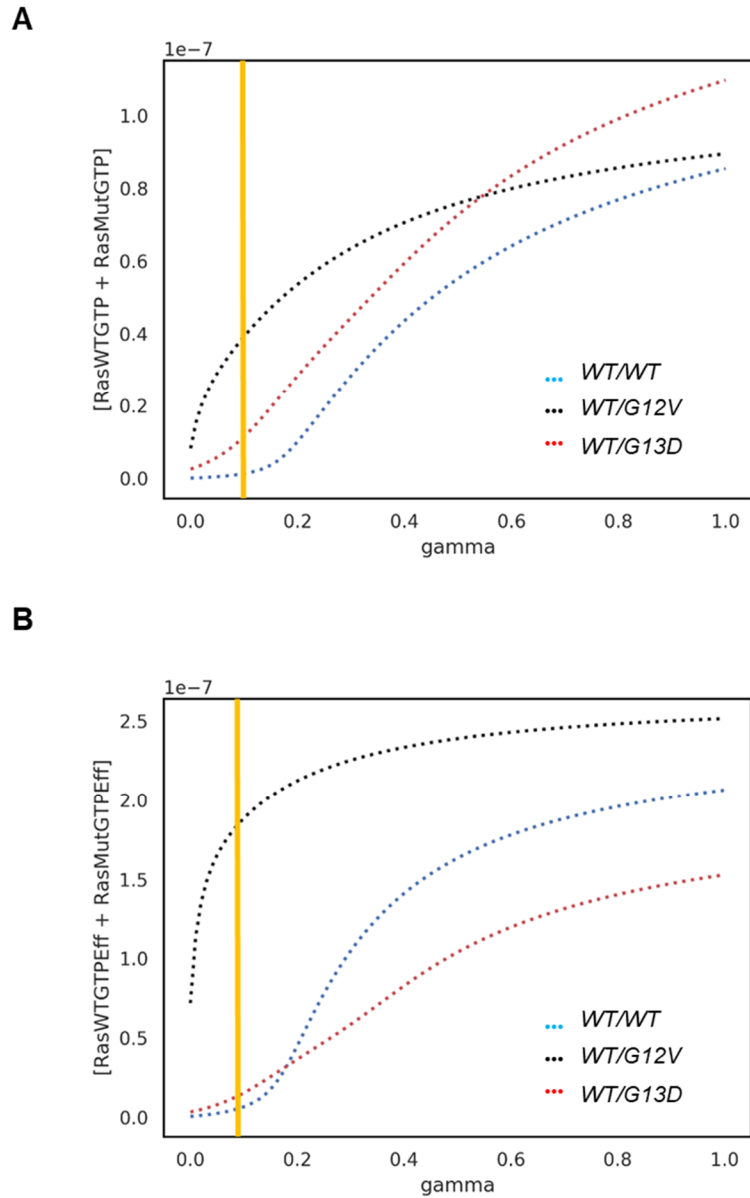 A
1e−7
[RasWTGTP + RasMutGTP]
1.0
0.8
0.6
0.4
0.2
0.0
WT/WT
WT/G12V
WT/G13D
0.0 0.2 0.4 0.6 0.8 1.0
gamma
B
1e−7
[RasWTGTPEff + RasMutGTPEff]
2.5
2.0
1.5
1.0
0.5
0.0
WT/WT
WT/G12V
WT/G13D
0.0 0.2 0.4 0.6 0.8 1.0
gamma